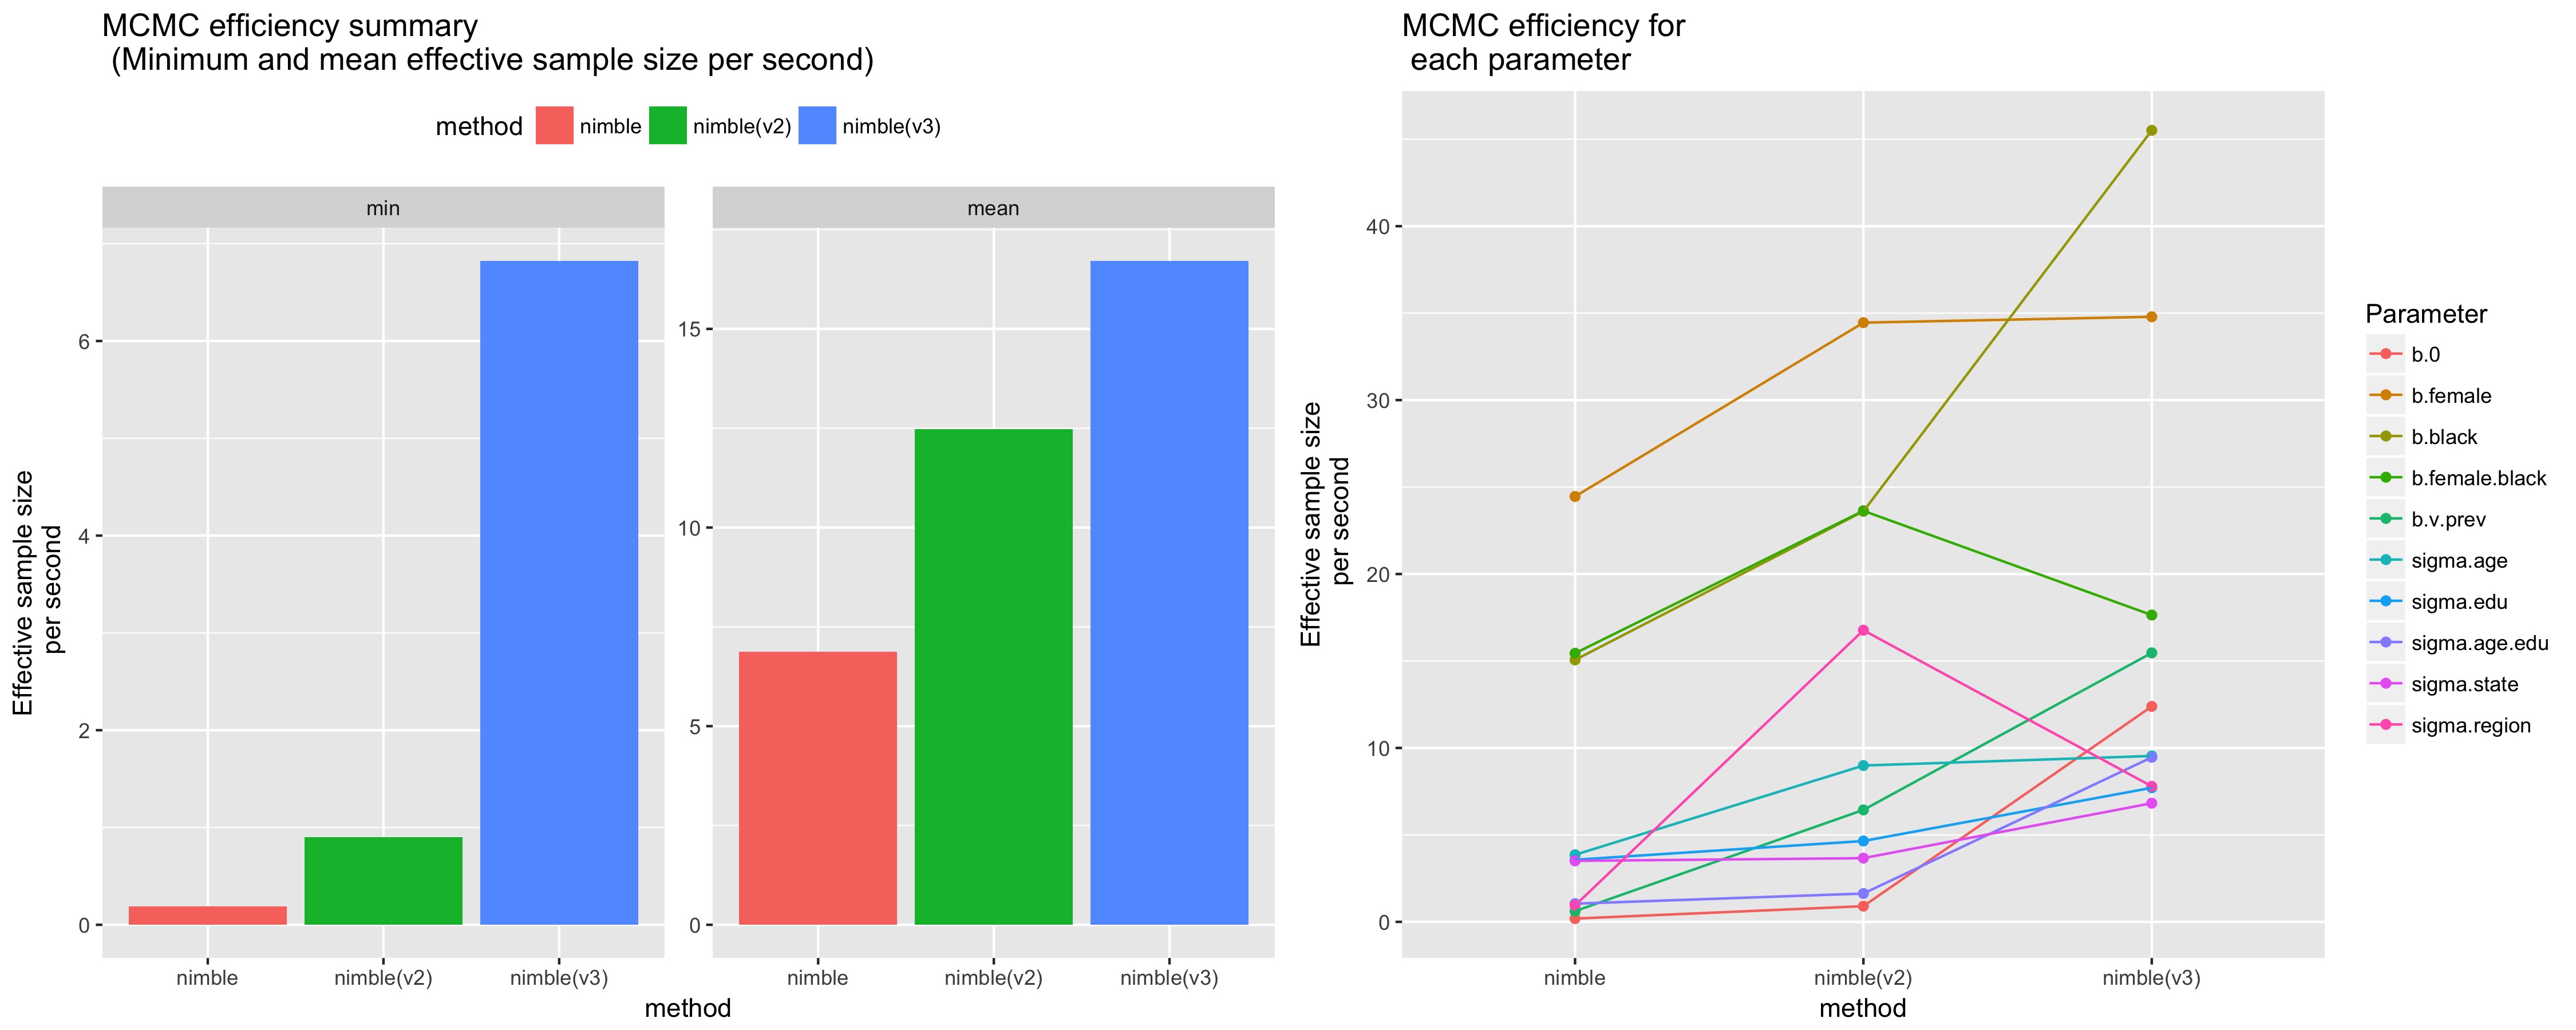 MCMC efficiency summary
(Minimum and mean effective sample size per second)
method nimble nimble(v2) nimble(v3)
min
mean
Effective sample size
per second
6
4
2
0
15
10
5
0
nimble nimble(v2) nimble(v3)
nimble nimble(v2) nimble(v3)
method
MCMC efficiency for
each parameter
Effective sample size
per second
40
30
20
10
0
nimble nimble(v2) nimble(v3)
method
Parameter
b.0
b.female
b.black
b.female.black
b.v.prev
sigma.age
sigma.edu
sigma.age.edu
sigma.state
sigma.region